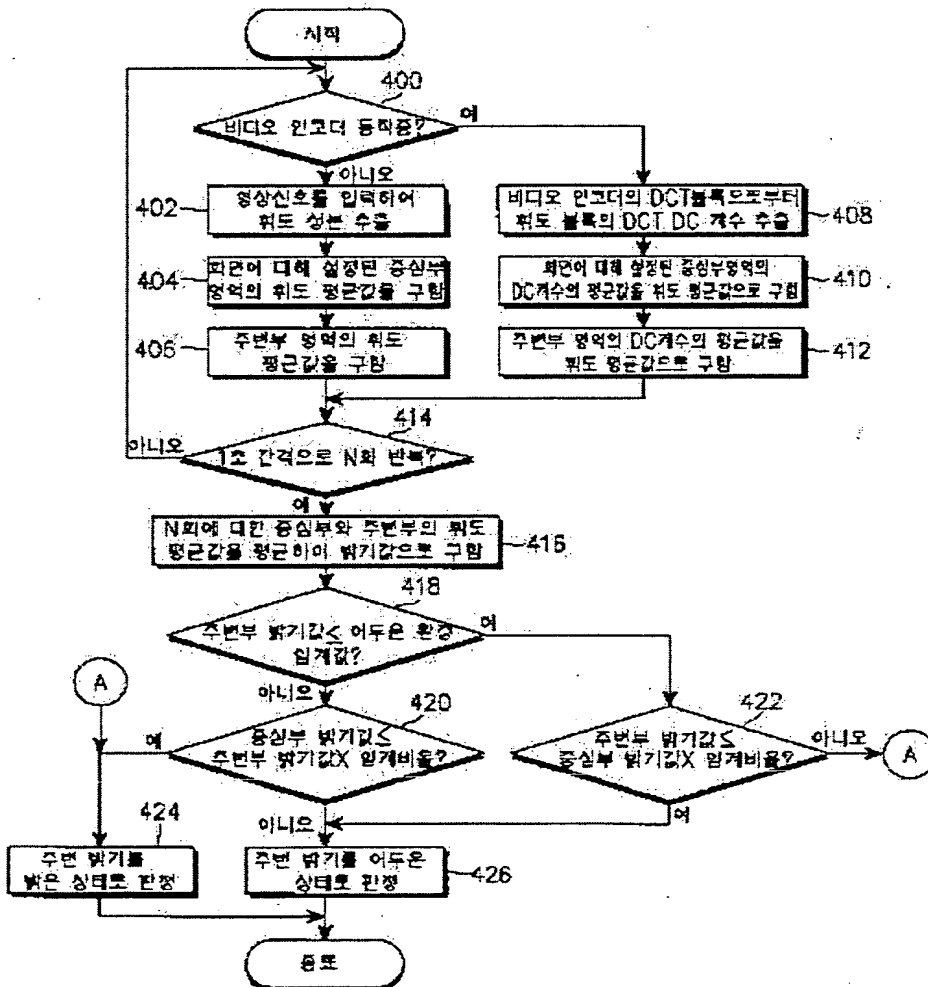 시작
400
비디오 인코더 동작중?
예
아니오
402
영상신호를 입력하여
휘도 성분 추출
비디오 인코더의 DCT블록으로부터
휘도 블록의 DCT DC 계수 추출
408
404
화면에 대해 설정된 중심부
영역의 휘도 평균값을 구함
화면에 대해 설정된 중심부영역의
DC계수의 평균값을 휘도 평균값으로 구함
410
406
주변부 영역의 휘도
평균값을 구함
주변부 영역의 DC계수의 평균값을
휘도 평균값으로 구함
412
414
아니오
1초 간격으로 N회 반복?
예
N회에 대한 중심부와 주변부의 휘도
평균값을 평균하여 밝기값으로 구함
416
418
주변부 밝기값≤ 어두운 환경
임계값?
예
A
아니오
420
422
예
중심부 밝기값≤
주변부 밝기값X 임계비율?
주변부 밝기값≤
중심부 밝기값X 임계비율?
아니오
A
424
아니오
예
주변 밝기를
밝은 상태로 판정
주변 밝기를 어두운
상태로 판정
426
종료